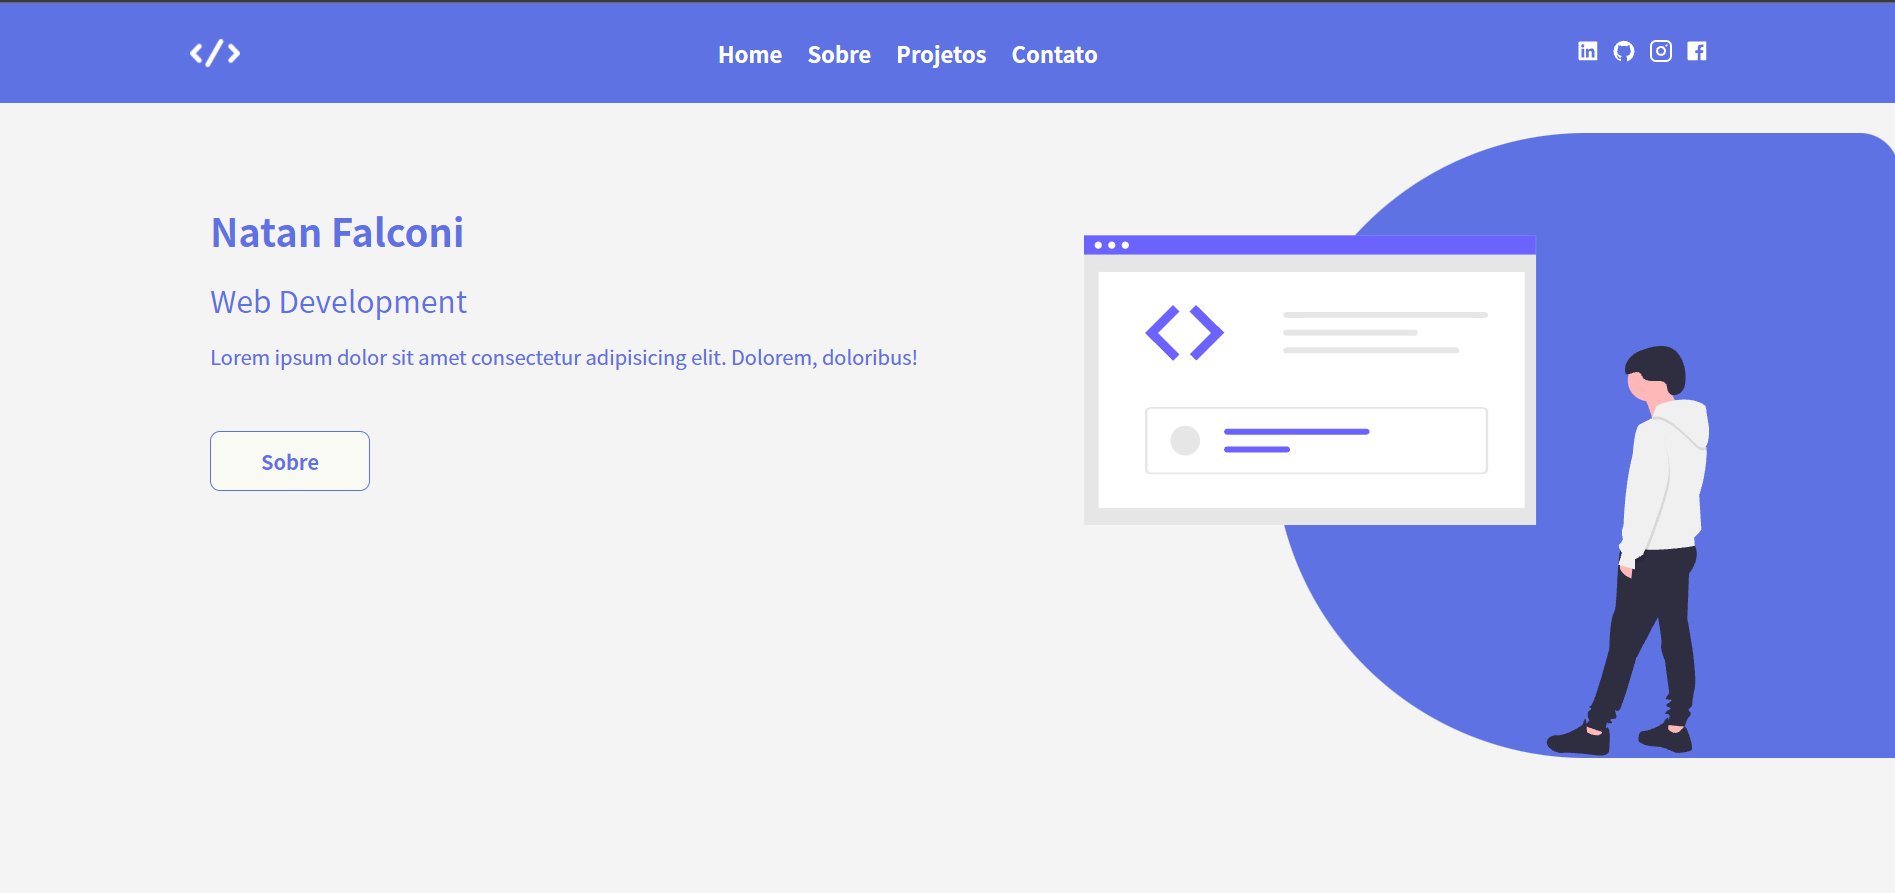 Home Sobre Projetos Contato
Natan Falconi
Web Development
Lorem ipsum dolor sit amet consectetur adipisicing elit. Dolorem, doloribus!
Sobre